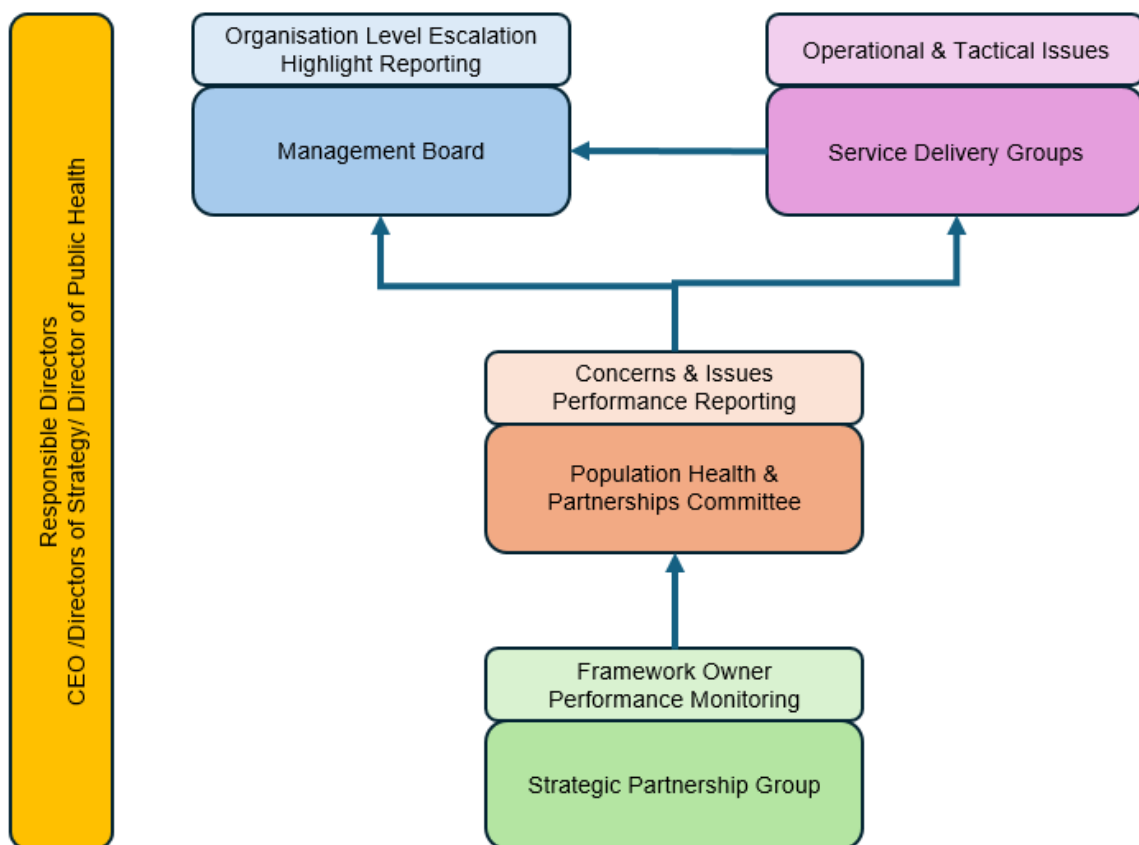 Responsible Directors
CEO /Directors of Strategy/ Director of Public Health
Organisation Level Escalation
Highlight Reporting
Management Board
Operational & Tactical Issues
Service Delivery Groups
Concerns & Issues
Performance Reporting
Population Health &
Partnerships Committee
Framework Owner
Performance Monitoring
Strategic Partnership Group